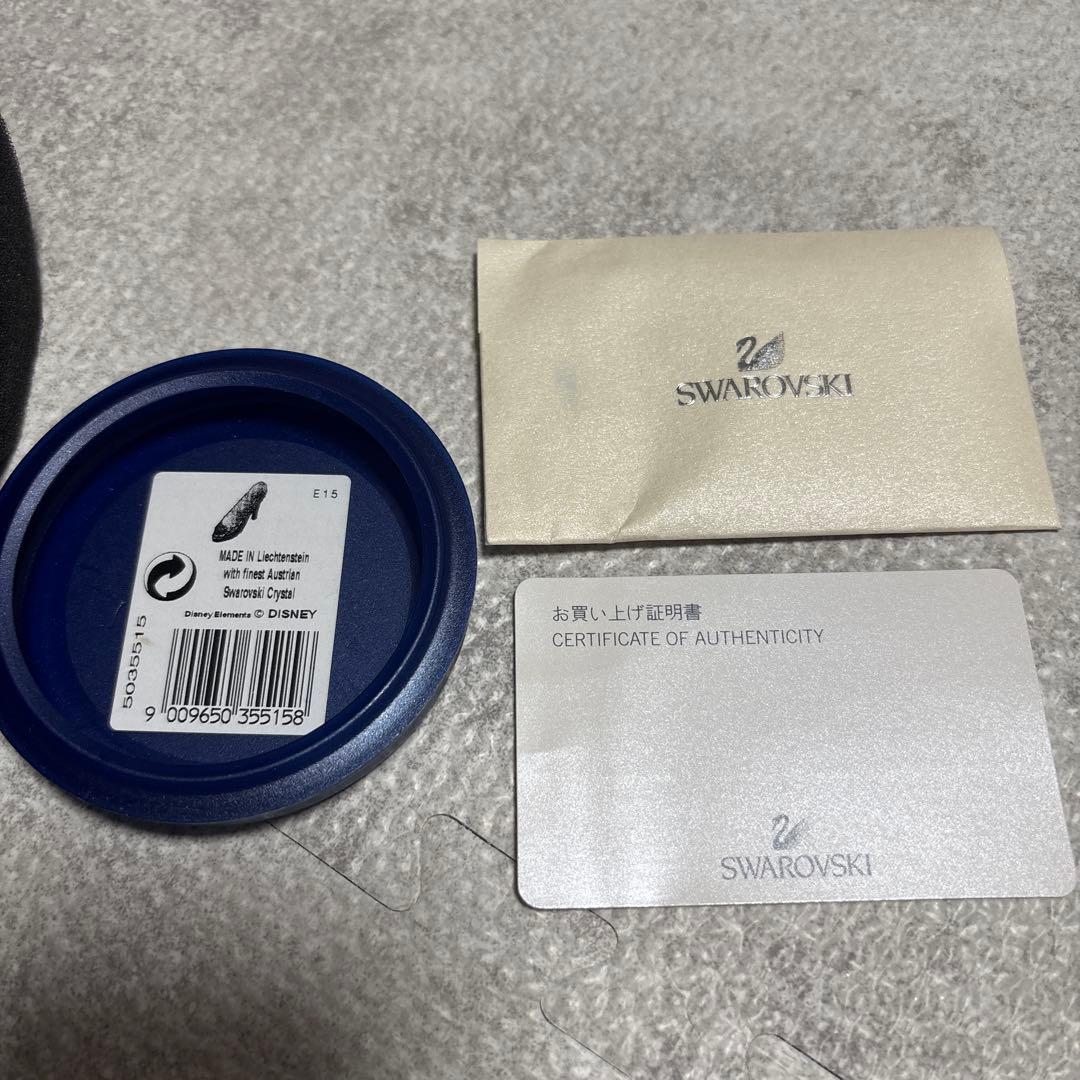 E15
MADE IN Liechtenstein
with finest Austrian
Swarovski Crystal
Disney Elements © DISNEY
5035515
9 009650 355158
SWAROVSKI
お買い上げ証明書
CERTIFICATE OF AUTHENTICITY
SWAROVSKI